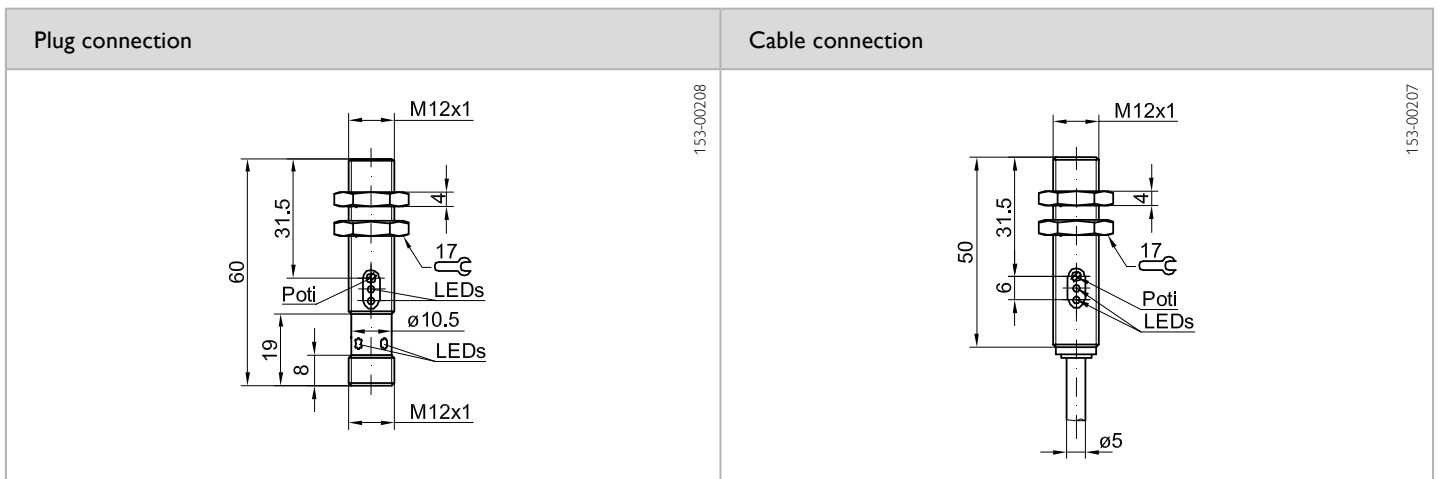 Plug connection
Cable connection
153-00208
M12x1
4
31.5
60
17
Poti
LEDs
ø10.5
LEDs
19
8
M12x1
153-00207
M12x1
4
31.5
50
17
6
Poti
LEDs
ø5